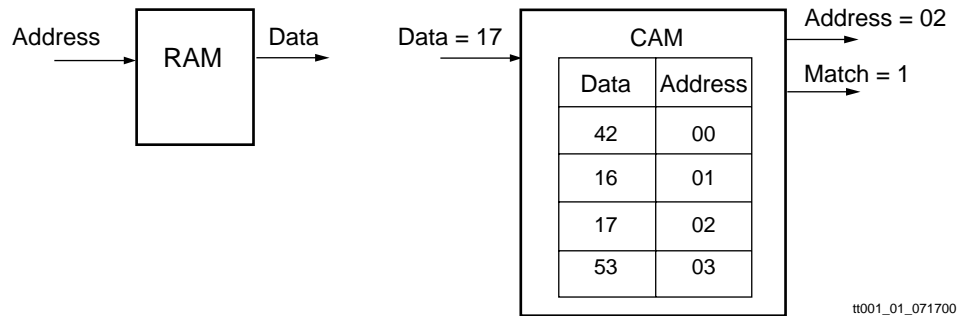 Address
RAM
Data
Data = 17
CAM
Data Address
42 00
16 01
17 02
53 03
Address = 02
Match = 1
tt001_01_071700